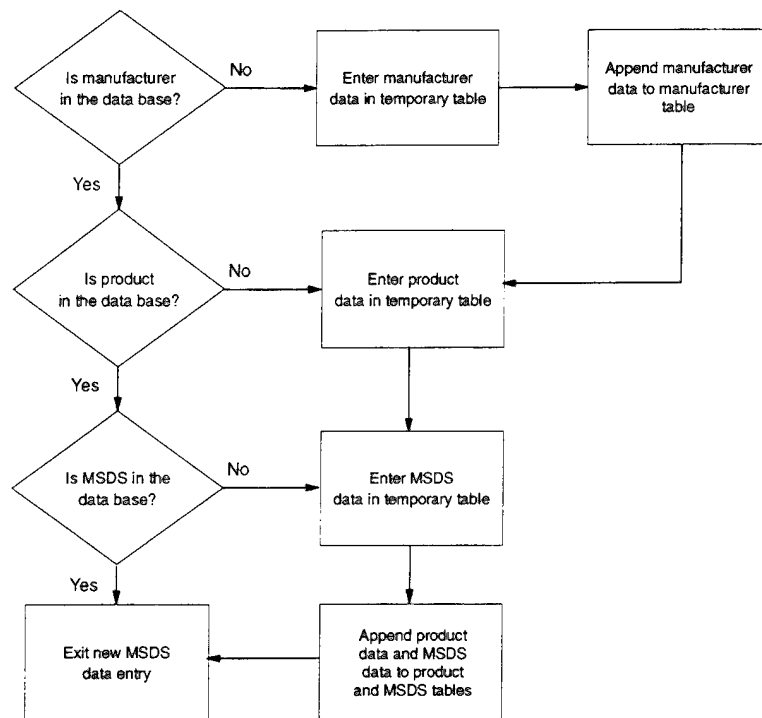 Is manufacturer
in the data base?
No
Enter manufacturer
data in temporary table
Append manufacturer
data to manufacturer
table
Yes
Is product
in the data base?
No
Enter product
data in temporary table
Yes
Is MSDS in the
data base?
No
Enter MSDS
data in temporary table
Yes
Exit new MSDS
data entry
Append product
data and MSDS
data to product
and MSDS tables